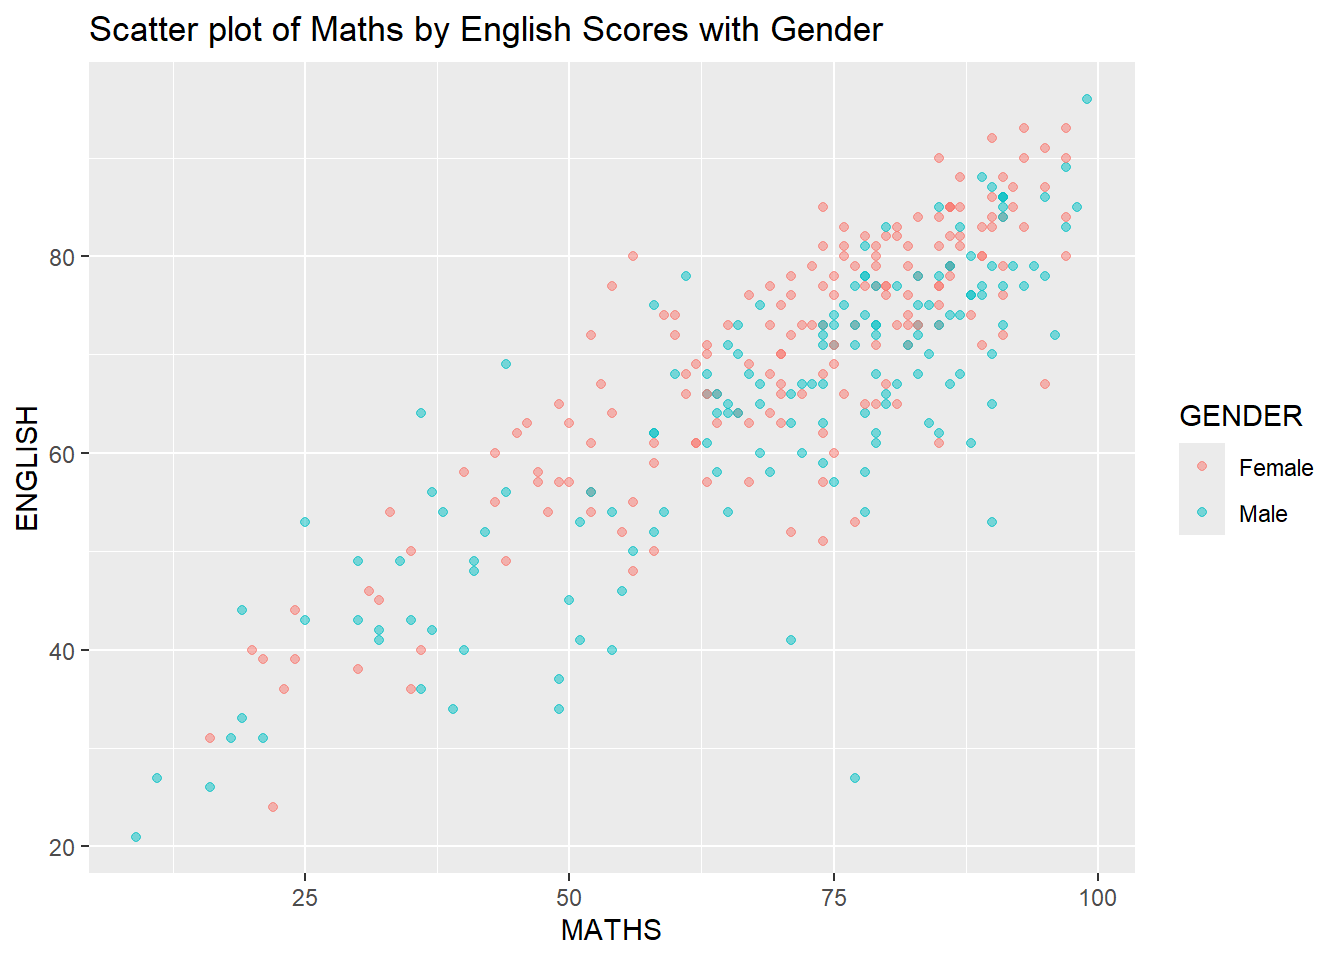 Scatter plot of Maths by English Scores with Gender
ENGLISH
80
60
40
20
25 50 75 100
MATHS
GENDER
Female
Male